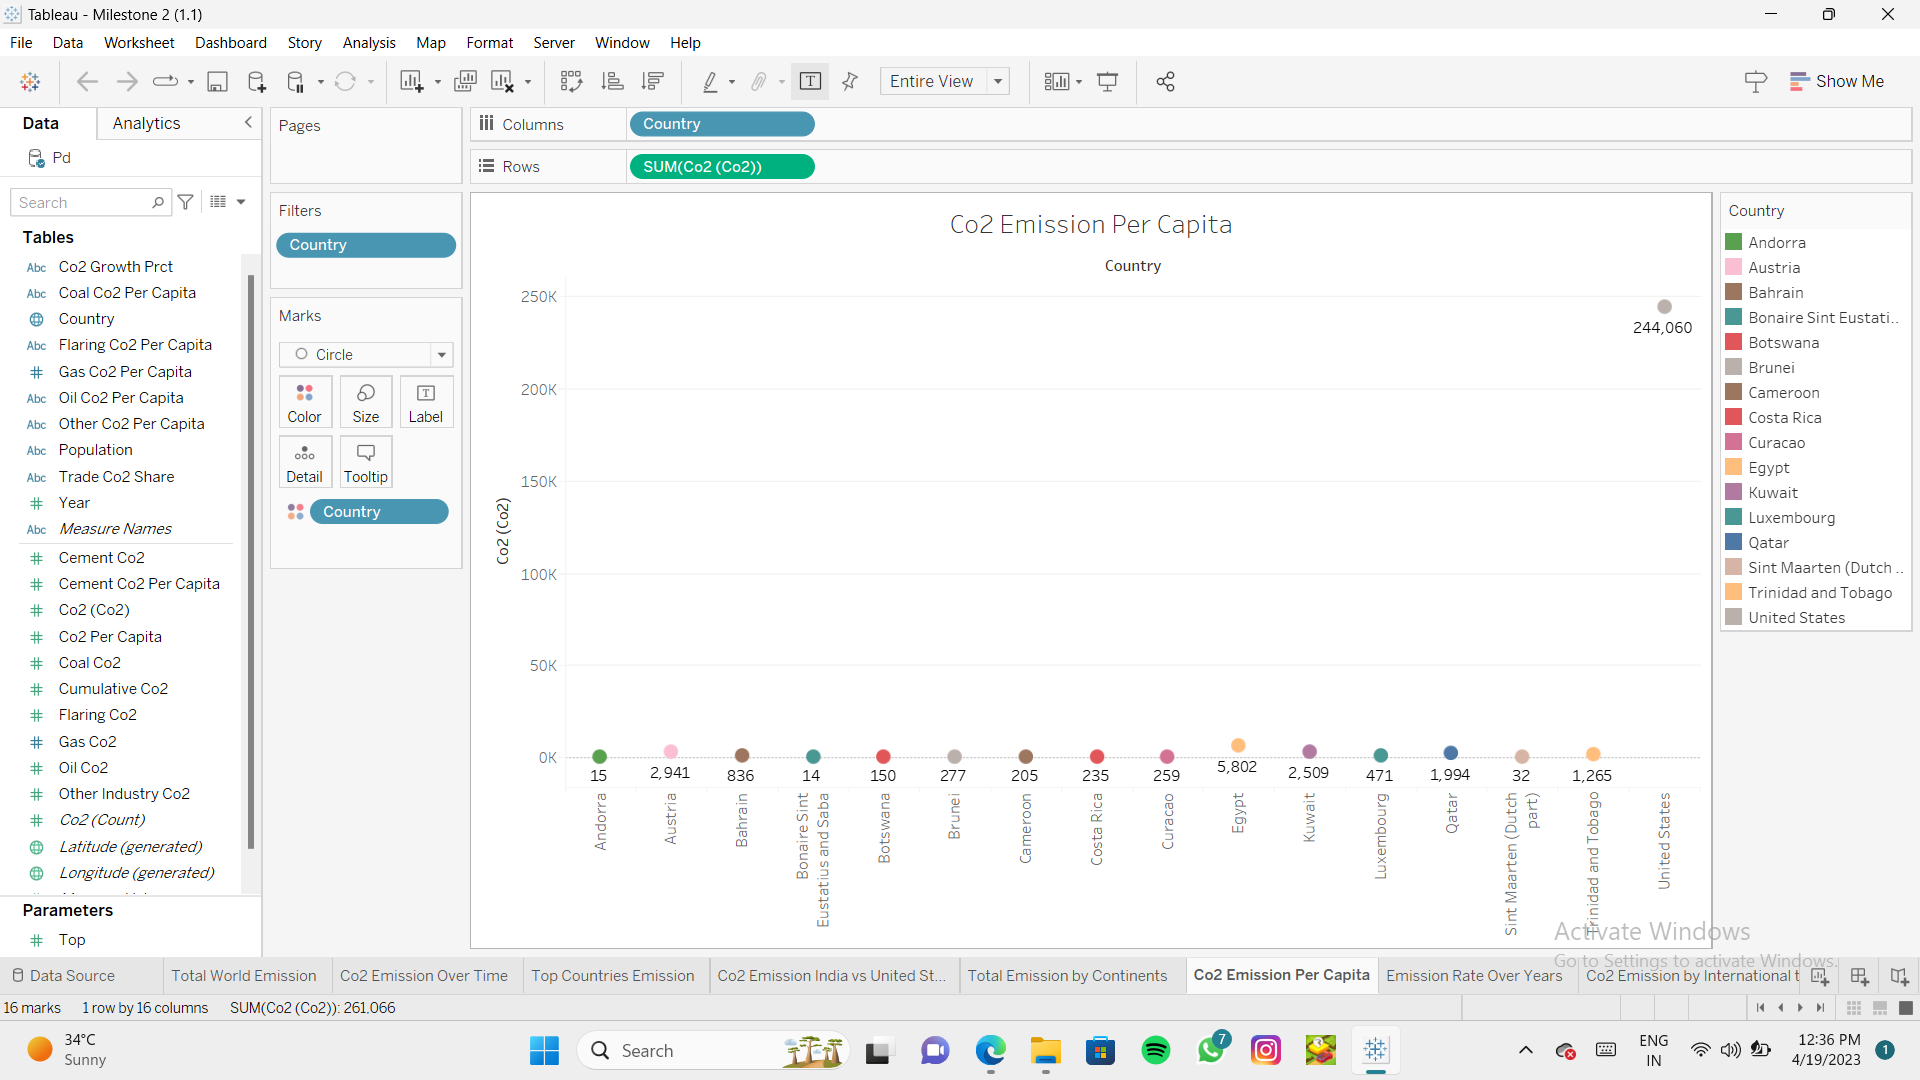 Tableau - Milestone 2 (1.1)
File Data Worksheet Dashboard Story Analysis Map Format Server Window Help
Entire View
Show Me
Data
Analytics
Pd
Search
Tables
Abc Co2 Growth Prct
Abc Coal Co2 Per Capita
Country
Abc Flaring Co2 Per Capita
# Gas Co2 Per Capita
Abc Oil Co2 Per Capita
Abc Other Co2 Per Capita
Abc Population
Abc Trade Co2 Share
# Year
Abc Measure Names
# Cement Co2
# Cement Co2 Per Capita
# Co2 (Co2)
# Co2 Per Capita
# Coal Co2
# Cumulative Co2
# Flaring Co2
# Gas Co2
# Oil Co2
# Other Industry Co2
# Co2 (Count)
Latitude (generated)
Longitude (generated)
Parameters
# Top
Pages
Filters
Country
Marks
Circle
Color
Size
T
Label
Detail
Tooltip
Country
Columns
Country
Rows
SUM(Co2 (Co2))
Co2 Emission Per Capita
Country
Co2 (Co2)
250K
200K
150K
100K
50K
0K
244,060
15
2,941
836
14
150
277
205
235
259
5,802
2,509
471
1,994
32
1,265
Andorra
Austria
Bahrain
Bonaire Sint
Eustatius and Saba
Botswana
Brunei
Cameroon
Costa Rica
Curacao
Egypt
Kuwait
Luxembourg
Qatar
Sint Maarten (Dutch
part)
Trinidad and Tobago
United States
Country
Andorra
Austria
Bahrain
Bonaire Sint Eustati..
Botswana
Brunei
Cameroon
Costa Rica
Curacao
Egypt
Kuwait
Luxembourg
Qatar
Sint Maarten (Dutch ..
Trinidad and Tobago
United States
Activate Windows
Go to Settings to activate Windows.
Data Source
Total World Emission
Co2 Emission Over Time
Top Countries Emission
Co2 Emission India vs United St...
Total Emission by Continents
Co2 Emission Per Capita
Emission Rate Over Years
Co2 Emission by International t
16 marks
1 row by 16 columns
SUM(Co2 (Co2)): 261,066
34°C
Sunny
Search
7
ENG
IN
12:36 PM
4/19/2023
1